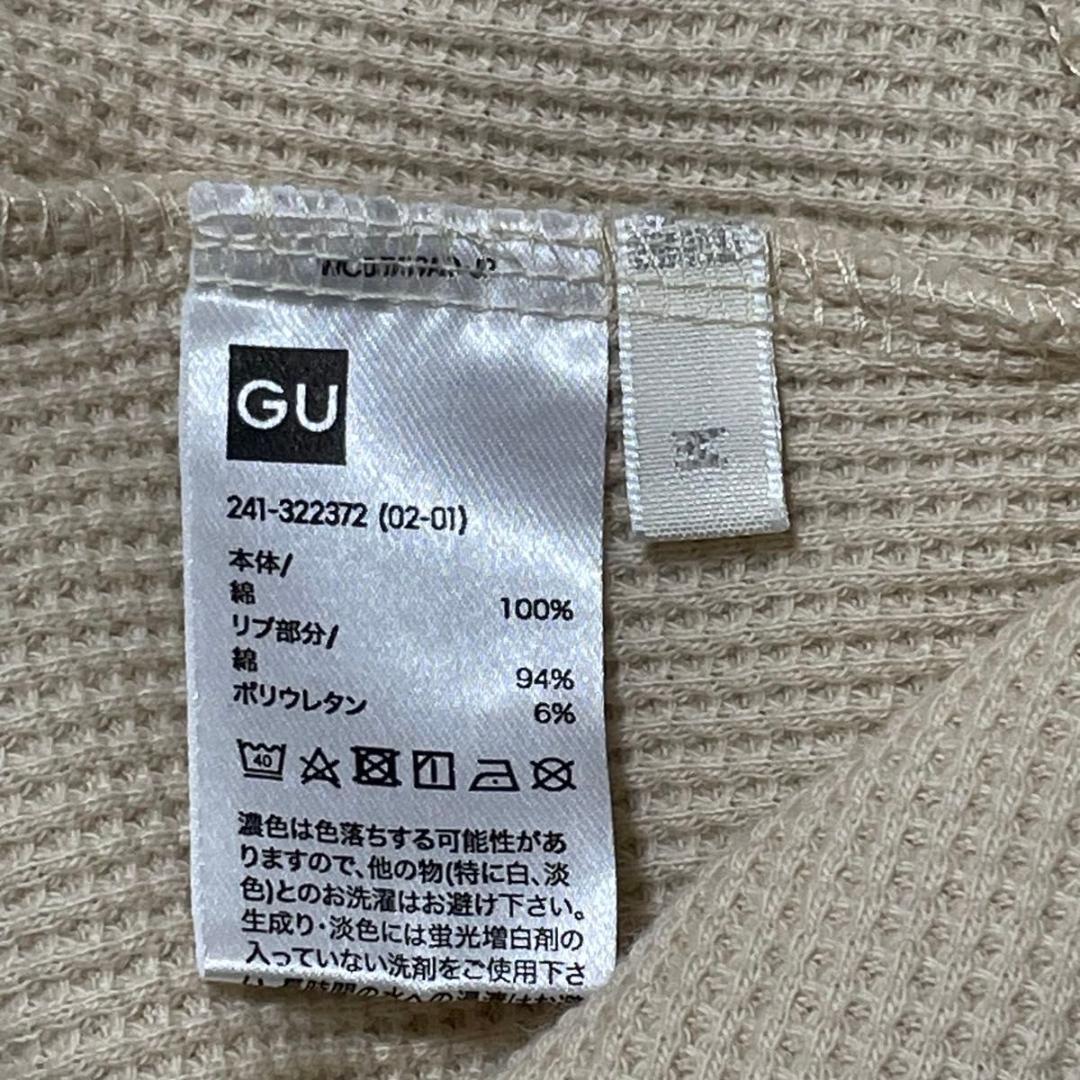 GU
241-322372 (02-01)
本体/
綿 100%
リブ部分/
綿 94%
ポリウレタン 6%
40
濃色は色落ちする可能性があ
りますので、他の物(特に白、淡
色)とのお洗濯はお避け下さい。
生成り・淡色には蛍光増白剤の
入っていない洗剤をご使用下さ